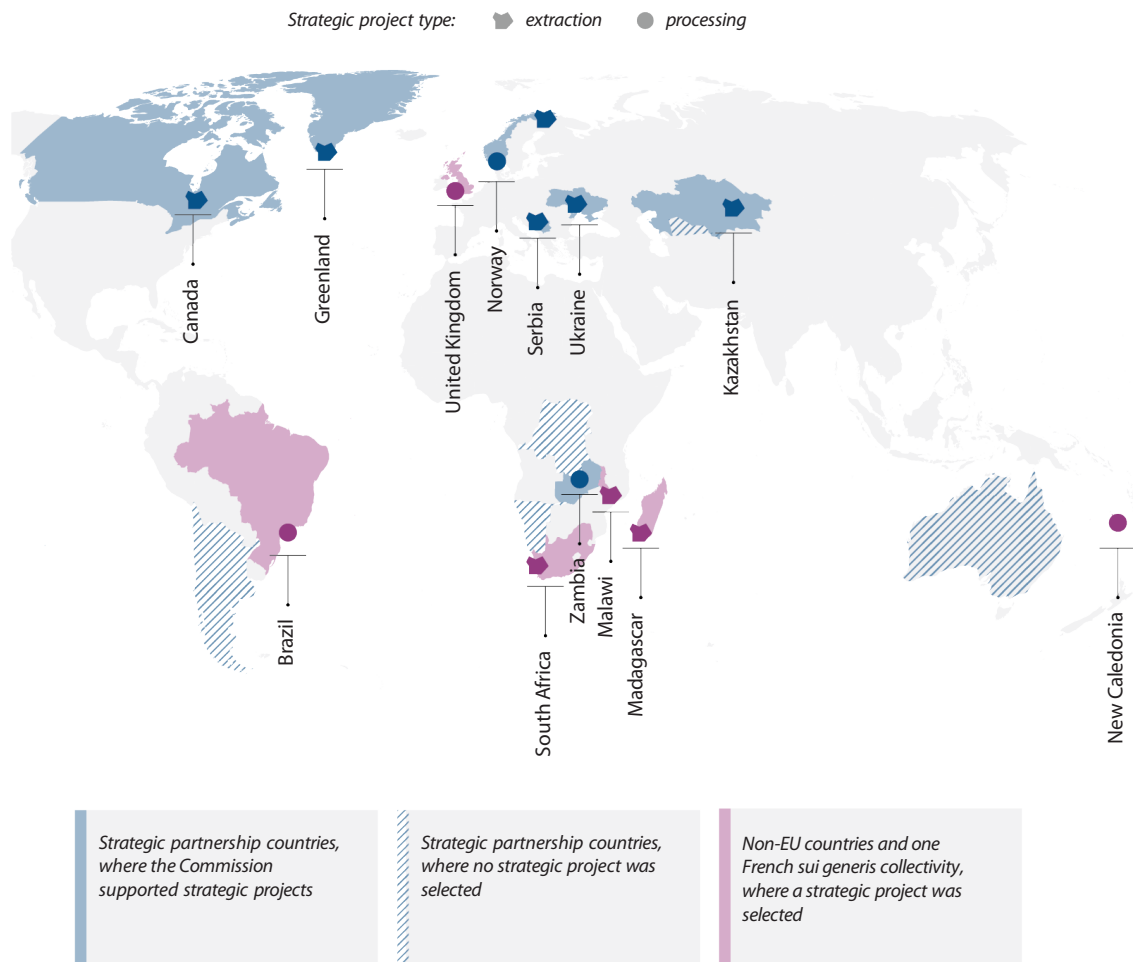 Strategic project type: extraction processing
Canada
Greenland
United Kingdom
Norway
Serbia
Ukraine
Kazakhstan
Brazil
South Africa
Zambia
Malawi
Madagascar
New Caledonia
Strategic partnership countries,
where the Commission
supported strategic projects
Strategic partnership countries,
where no strategic project was
selected
Non-EU countries and one
French sui generis collectivity,
where a strategic project was
selected